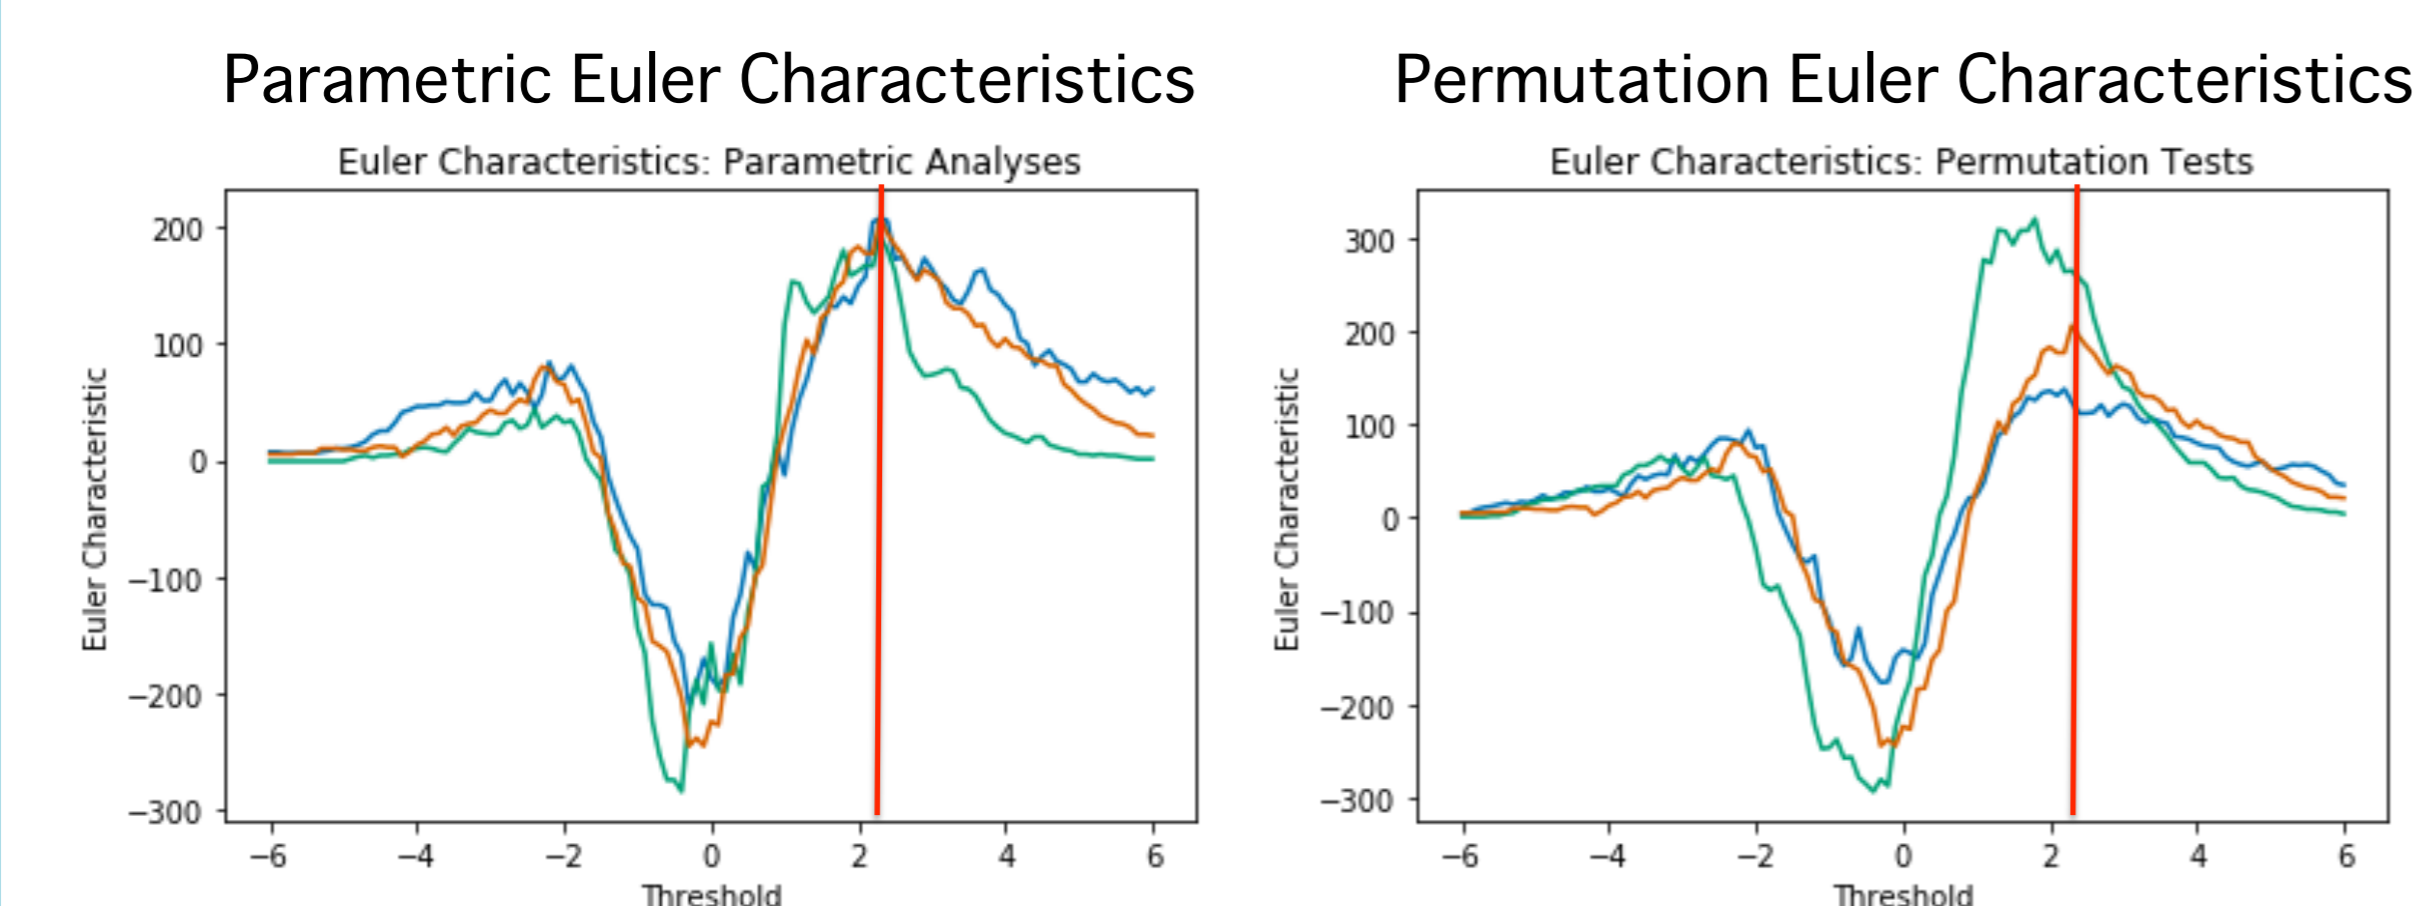 Parametric Euler Characteristics
Permutation Euler Characteristics
Euler Characteristics: Parametric Analyses
200
100
0
−100
−200
−300
Euler Characteristic
−6 −4 −2 0 2 4 6
Threshold
Euler Characteristics: Permutation Tests
300
200
100
0
−100
−200
−300
Euler Characteristic
−6 −4 −2 0 2 4 6
Threshold